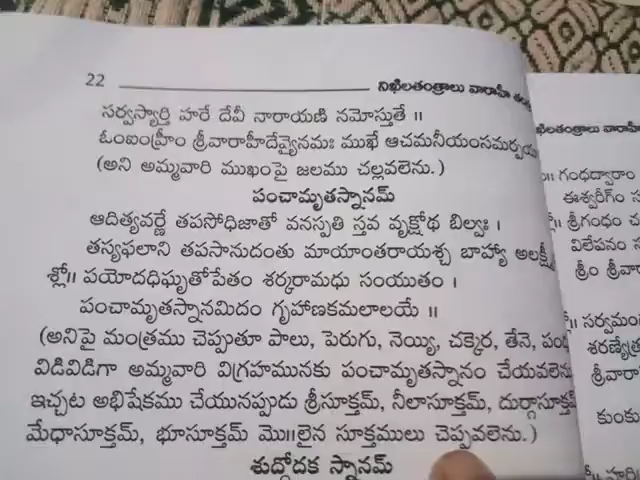 22 నిఖిలతంత్రాలు వారాహీ
సర్వస్యార్తి హరే దేవీ నారాయణి నమోస్తుతే ॥
ఓంఐంహ్రీం శ్రీవారాహీదేవ్యైనమః ముఖే ఆచమనీయంసమర్పయ
(అని అమ్మవారి ముఖంపై జలము చల్లవలెను.)
పంచామృతస్నానమ్
ఆదిత్యవర్ణే తపసోధిజాతో వనస్పతి స్తవ వృక్షోథ బిల్వః ।
తస్యఫలాని తపసానుదంతు మాయాంతరాయశ్చ బాహ్యా అలక్ష్మీ
శ్లో॥ పయోదధిఘృతోపేతం శర్కరామధు సంయుతం ।
పంచామృతస్నానమిదం గృహాణకమలాలయే ॥
(అనిపై మంత్రము చెప్పుతూ పాలు, పెరుగు, నెయ్యి, చక్కెర, తేనె,
విడివిడిగా అమ్మవారి విగ్రహమునకు పంచామృతస్నానం చేయవలెను
ఇచ్చట అభిషేకము చేయునప్పుడు శ్రీసూక్తమ్, నీలాసూక్తమ్, దుర్గాసూక్తమ్
మేధాసూక్తమ్, భూసూక్తమ్ మొ॥లైన సూక్తములు చెప్పవలెను.)
శుద్ధోదక స్నానమ్
ఖిలతంత్రాలు వారాహీ
గంధద్వారాం
ఈశ్వరీగ్ం స
శ్రీగంధం చ
విలేపనం
శ్రీం శ్రీవా
సర్వమం
శరణ్యేత్ర
శ్రీవారా
కుంకు